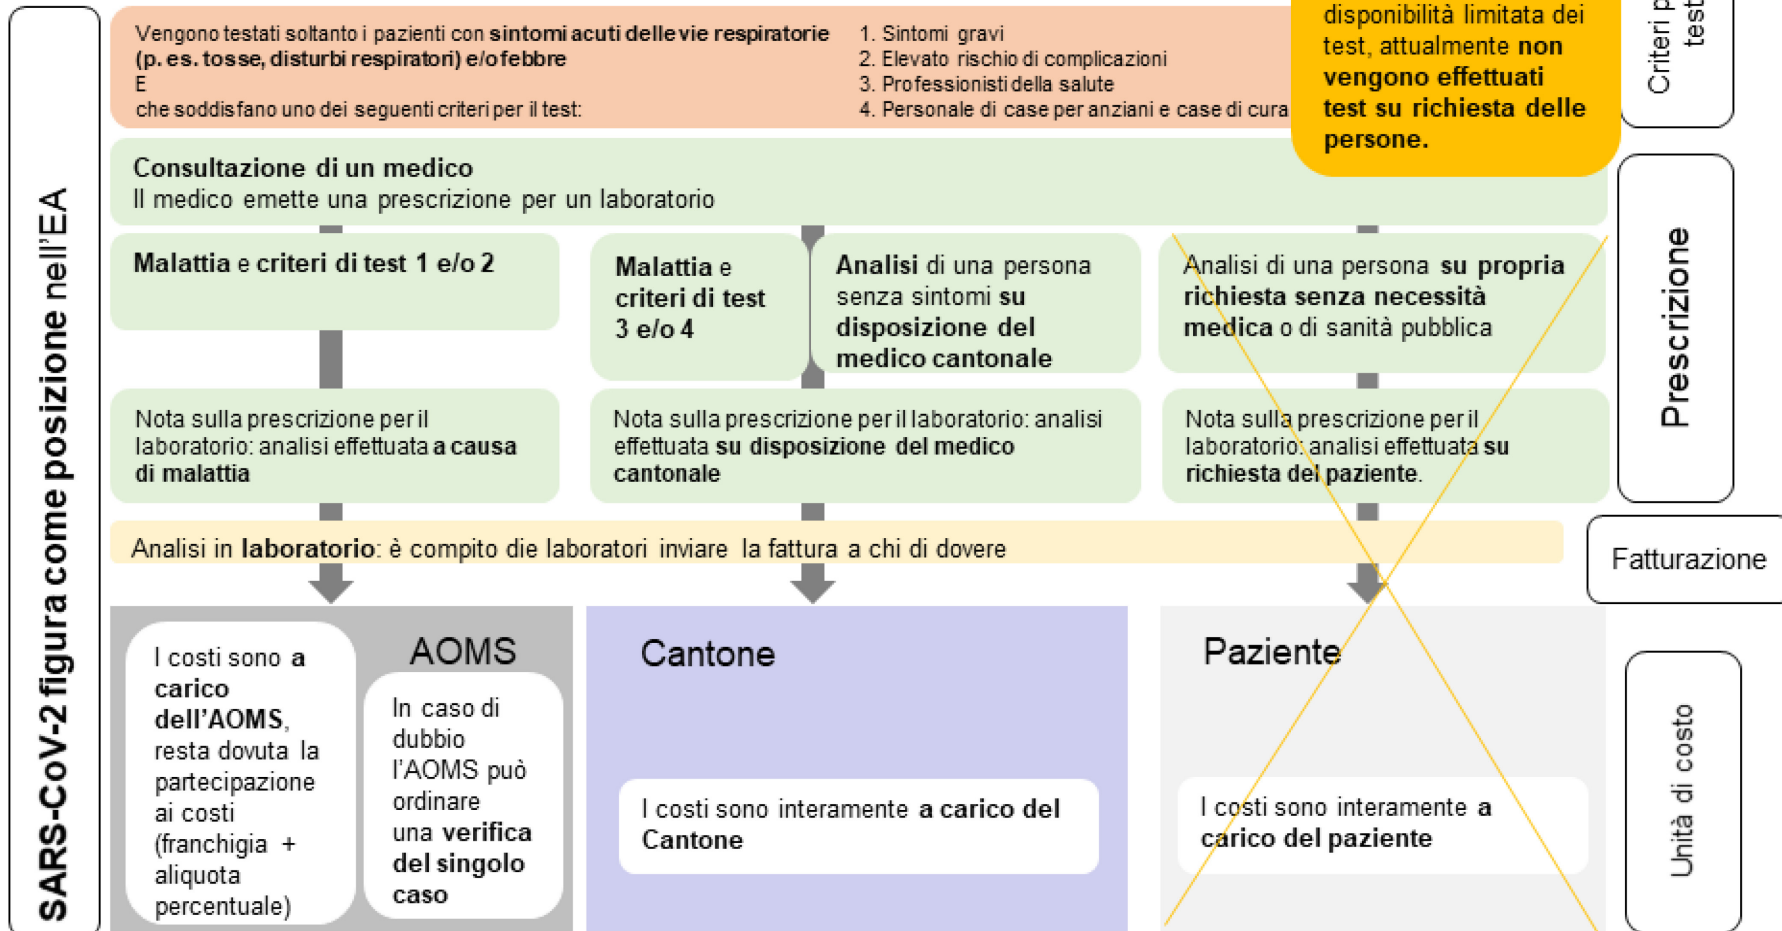 SARS-CoV-2 figura come posizione nell'EA
Vengono testati soltanto i pazienti con sintomi acuti delle vie respiratorie
(p. es. tosse, disturbi respiratori) e/o febbre
E
che soddisfano uno dei seguenti criteri per il test:
1. Sintomi gravi
2. Elevato rischio di complicazioni
3. Professionisti della salute
4. Personale di case per anziani e case di cura
disponibilità limitata dei
test, attualmente non
vengono effettuati
test su richiesta delle
persone.
Criteri p
test
Consultazione di un medico
Il medico emette una prescrizione per un laboratorio
Malattia e criteri di test 1 e/o 2
Malattia e
criteri di test
3 e/o 4
Analisi di una persona
senza sintomi su
disposizione del
medico cantonale
Analisi di una persona su propria
richiesta senza necessità
medica o di sanità pubblica
Prescrizione
Nota sulla prescrizione per il
laboratorio: analisi effettuata a causa
di malattia
Nota sulla prescrizione per il laboratorio: analisi
effettuata su disposizione del medico
cantonale
Nota sulla prescrizione per il
laboratorio: analisi effettuata su
richiesta del paziente.
Analisi in laboratorio: è compito die laboratori inviare la fattura a chi di dovere
Fatturazione
I costi sono a
carico
dell'AOMS,
resta dovuta la
partecipazione
ai costi
(franchigia +
aliquota
percentuale)
AOMS
In caso di
dubbio
l'AOMS può
ordinare
una verifica
del singolo
caso
Cantone
I costi sono interamente a carico del
Cantone
Paziente
I costi sono interamente a
carico del paziente
Unità di costo